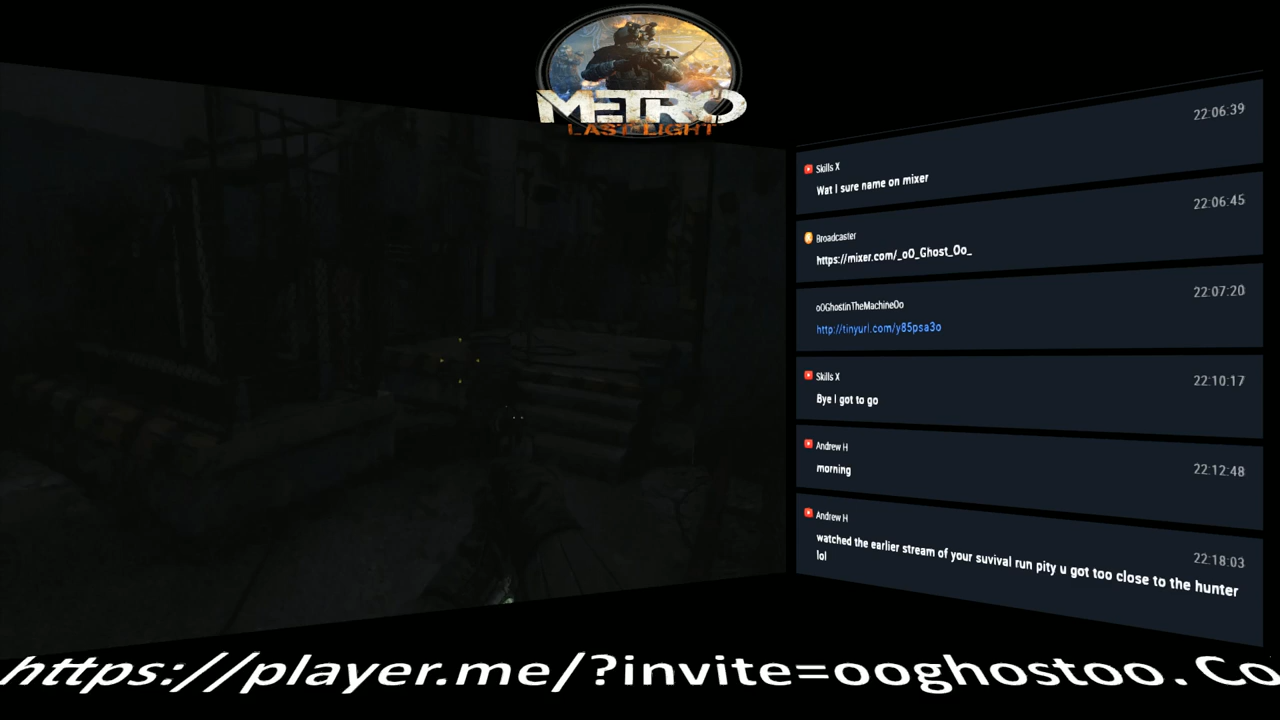 METRO
LAST LIGHT
22:06:39
Skills X
Wat I sure name on mixer
22:06:45
Broadcaster
https://mixer.com/_oO_Ghost_Oo_
22:07:20
oOGhostinTheMachineOo
http://tinyurl.com/y85psa3o
22:10:17
Skills X
Bye I got to go
22:12:48
Andrew H
morning
22:18:03
Andrew H
watched the earlier stream of your suvival run pity u got too close to the hunter
lol
https://player.me/?invite=ooghostoo. Co